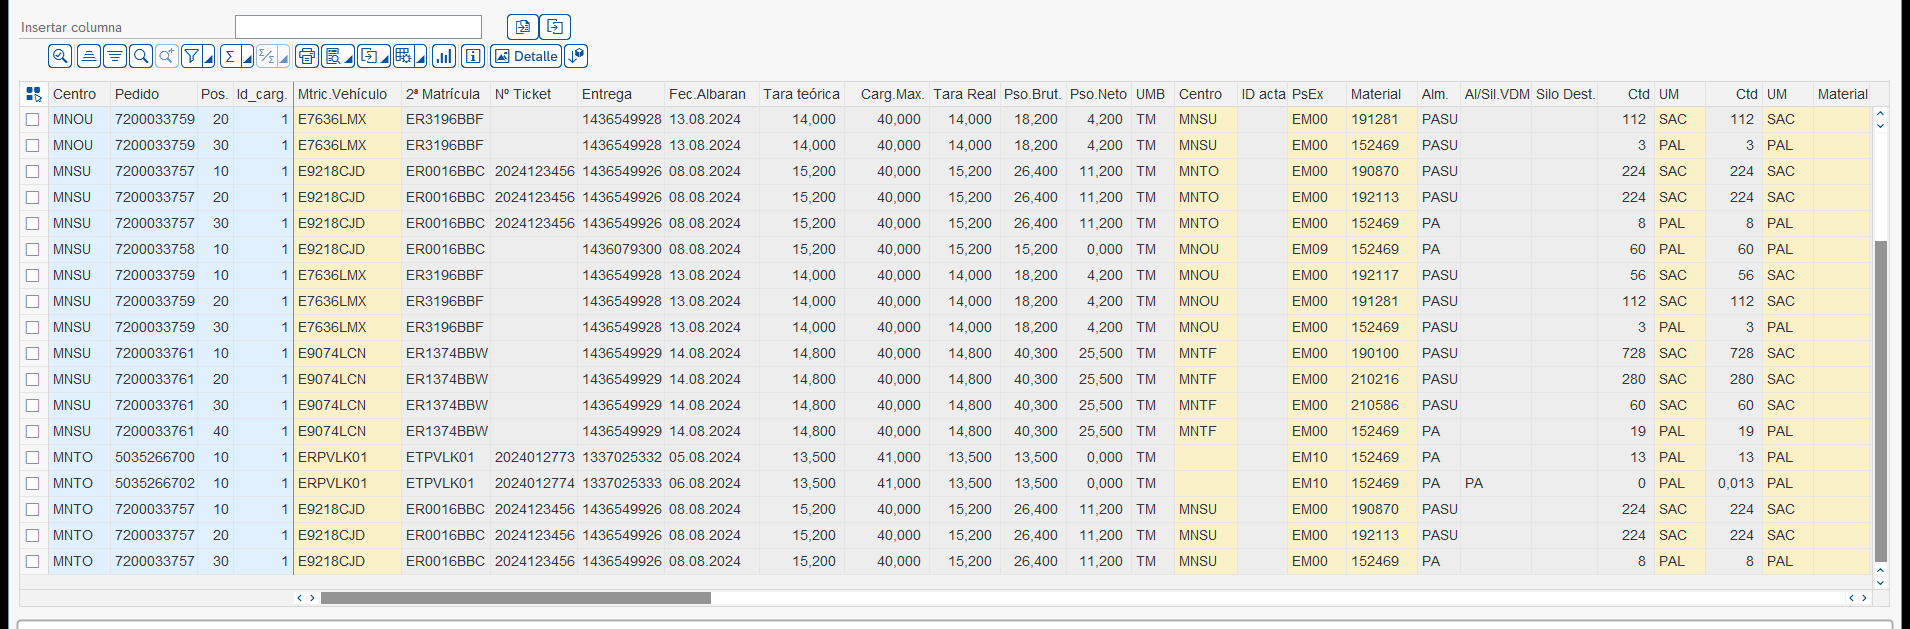 Insertar columna
Detalle
Centro Pedido Pos. Id_carg. Mtric.Vehículo 2ª Matrícula Nº Ticket Entrega Fec.Albaran Tara teórica Carg.Max. Tara Real Pso.Brut. Pso.Neto UMB Centro ID acta PsEx Material Alm. Al/Sil.VDM Silo Dest. Ctd UM Ctd UM Material
MNOU 7200033759 20 1 E7636LMX ER3196BBF 1436549928 13.08.2024 14,000 40,000 14,000 18,200 4,200 TM MNSU EM00 191281 PASU 112 SAC 112 SAC
MNOU 7200033759 30 1 E7636LMX ER3196BBF 1436549928 13.08.2024 14,000 40,000 14,000 18,200 4,200 TM MNSU EM00 152469 PASU 3 PAL 3 PAL
MNSU 7200033757 10 1 E9218CJD ER0016BBC 2024123456 1436549926 08.08.2024 15,200 40,000 15,200 26,400 11,200 TM MNTO EM00 190870 PASU 224 SAC 224 SAC
MNSU 7200033757 20 1 E9218CJD ER0016BBC 2024123456 1436549926 08.08.2024 15,200 40,000 15,200 26,400 11,200 TM MNTO EM00 192113 PASU 224 SAC 224 SAC
MNSU 7200033757 30 1 E9218CJD ER0016BBC 2024123456 1436549926 08.08.2024 15,200 40,000 15,200 26,400 11,200 TM MNTO EM00 152469 PA 8 PAL 8 PAL
MNSU 7200033758 10 1 E9218CJD ER0016BBC 1436079300 08.08.2024 15,200 40,000 15,200 15,200 0,000 TM MNOU EM09 152469 PA 60 PAL 60 PAL
MNSU 7200033759 10 1 E7636LMX ER3196BBF 1436549928 13.08.2024 14,000 40,000 14,000 18,200 4,200 TM MNOU EM00 192117 PASU 56 SAC 56 SAC
MNSU 7200033759 20 1 E7636LMX ER3196BBF 1436549928 13.08.2024 14,000 40,000 14,000 18,200 4,200 TM MNOU EM00 191281 PASU 112 SAC 112 SAC
MNSU 7200033759 30 1 E7636LMX ER3196BBF 1436549928 13.08.2024 14,000 40,000 14,000 18,200 4,200 TM MNOU EM00 152469 PASU 3 PAL 3 PAL
MNSU 7200033761 10 1 E9074LCN ER1374BBW 1436549929 14.08.2024 14,800 40,000 14,800 40,300 25,500 TM MNTF EM00 190100 PASU 728 SAC 728 SAC
MNSU 7200033761 20 1 E9074LCN ER1374BBW 1436549929 14.08.2024 14,800 40,000 14,800 40,300 25,500 TM MNTF EM00 210216 PASU 280 SAC 280 SAC
MNSU 7200033761 30 1 E9074LCN ER1374BBW 1436549929 14.08.2024 14,800 40,000 14,800 40,300 25,500 TM MNTF EM00 210586 PASU 60 SAC 60 SAC
MNSU 7200033761 40 1 E9074LCN ER1374BBW 1436549929 14.08.2024 14,800 40,000 14,800 40,300 25,500 TM MNTF EM00 152469 PA 19 PAL 19 PAL
MNTO 5035266700 10 1 ERPVLK01 ETPVLK01 2024012773 1337025332 05.08.2024 13,500 41,000 13,500 13,500 0,000 TM EM10 152469 PA 13 PAL 13 PAL
MNTO 5035266702 10 1 ERPVLK01 ETPVLK01 2024012774 1337025333 06.08.2024 13,500 41,000 13,500 13,500 0,000 TM EM10 152469 PA PA 0 PAL 0,013 PAL
MNTO 7200033757 10 1 E9218CJD ER0016BBC 2024123456 1436549926 08.08.2024 15,200 40,000 15,200 26,400 11,200 TM MNSU EM00 190870 PASU 224 SAC 224 SAC
MNTO 7200033757 20 1 E9218CJD ER0016BBC 2024123456 1436549926 08.08.2024 15,200 40,000 15,200 26,400 11,200 TM MNSU EM00 192113 PASU 224 SAC 224 SAC
MNTO 7200033757 30 1 E9218CJD ER0016BBC 2024123456 1436549926 08.08.2024 15,200 40,000 15,200 26,400 11,200 TM MNSU EM00 152469 PA 8 PAL 8 PAL